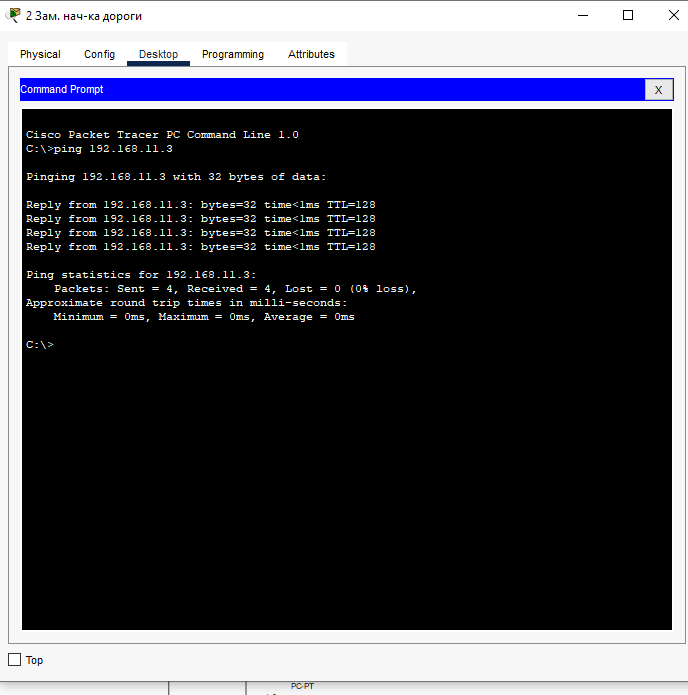 2 Зам. нач-ка дороги
Physical Config Desktop Programming Attributes
Command Prompt X
Cisco Packet Tracer PC Command Line 1.0
C:\>ping 192.168.11.3
Pinging 192.168.11.3 with 32 bytes of data:
Reply from 192.168.11.3: bytes=32 time<1ms TTL=128
Reply from 192.168.11.3: bytes=32 time<1ms TTL=128
Reply from 192.168.11.3: bytes=32 time<1ms TTL=128
Reply from 192.168.11.3: bytes=32 time<1ms TTL=128
Ping statistics for 192.168.11.3:
Packets: Sent = 4, Received = 4, Lost = 0 (0% loss),
Approximate round trip times in milli-seconds:
Minimum = 0ms, Maximum = 0ms, Average = 0ms
C:\>
Top
PC-PT